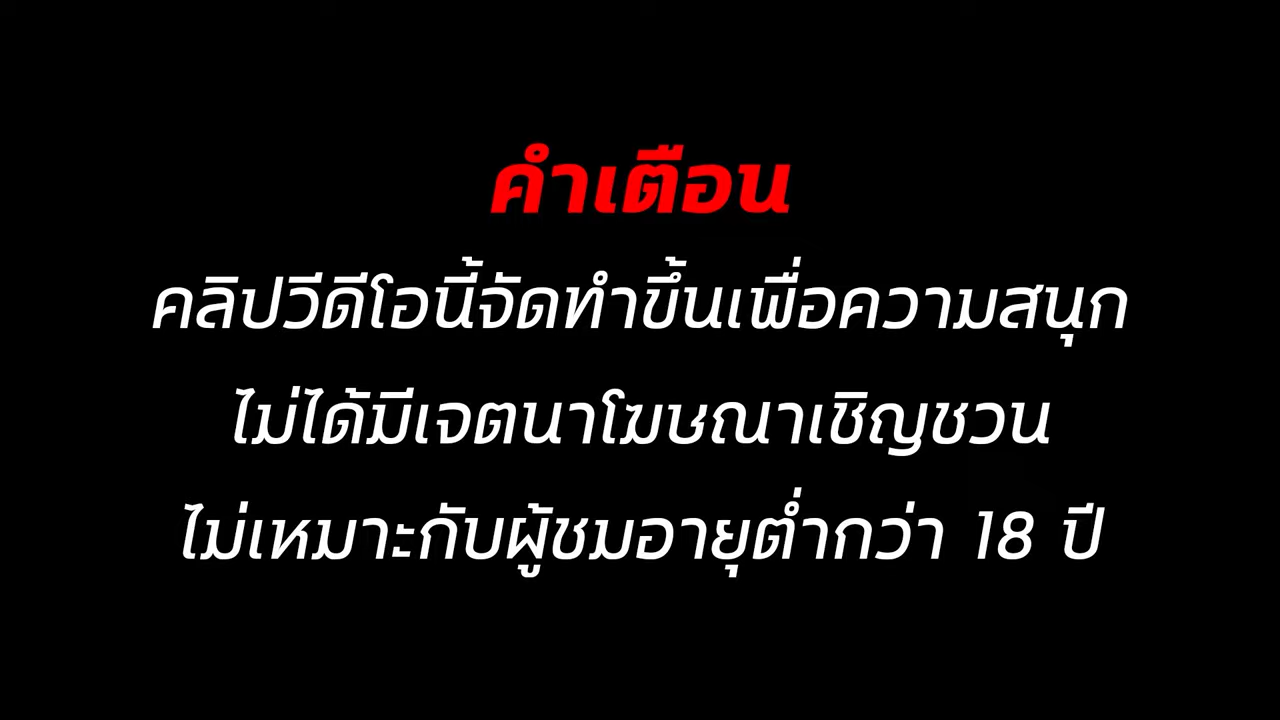 คำเตือน
คลิปวีดีโอนี้จัดทำขึ้นเพื่อความสนุก
ไม่ได้มีเจตนาโฆษณาเชิญชวน
ไม่เหมาะกับผู้ชมอายุต่ำกว่า 18 ปี